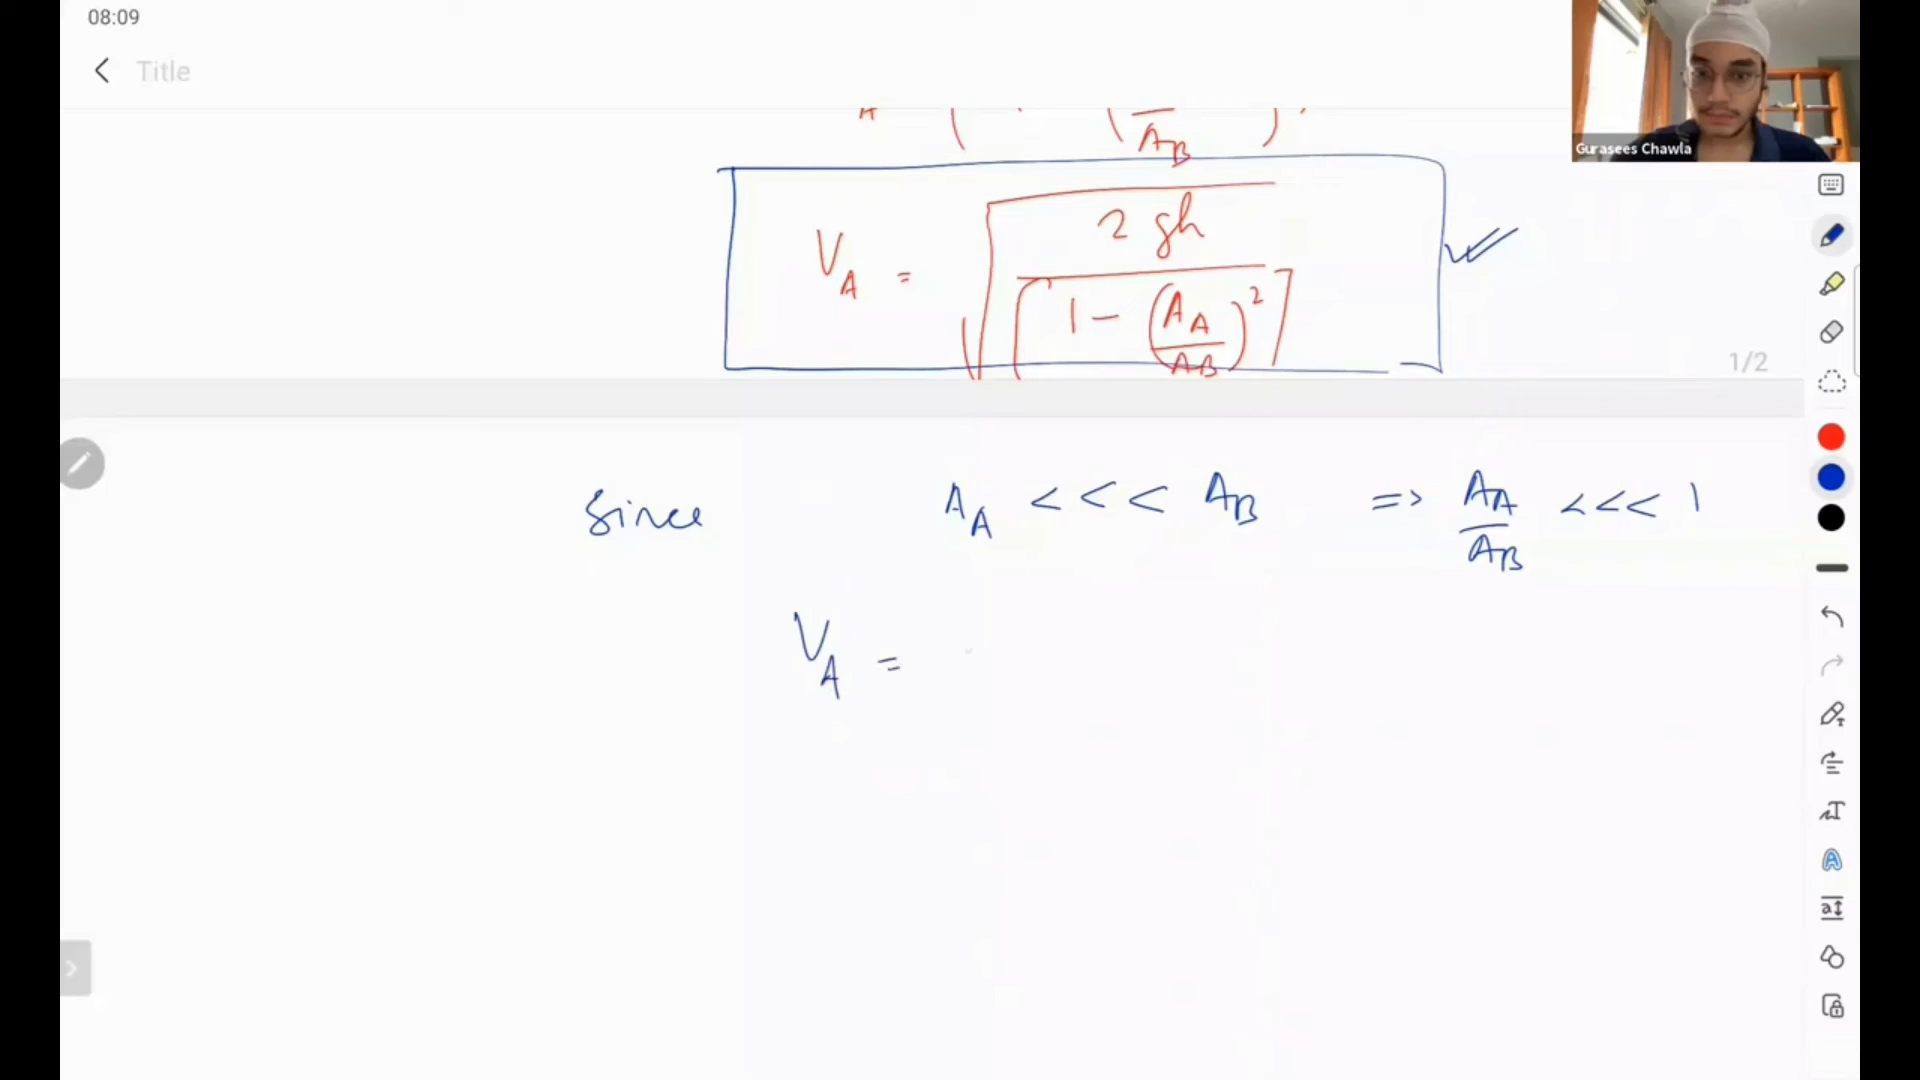 08:09
Title
Gurasees Chawla
A ( ( / A_B )
V_A = √(2gh / [1 - (A_A / A_B)^2])
1/2
Since A_A <<< A_B => A_A / A_B <<< 1
V_A =